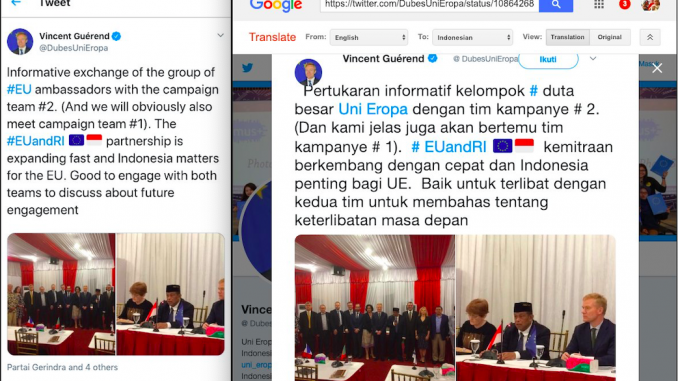 Tweet
Vincent Guérend
@DubesUniEropa
Informative exchange of the group of
#EU ambassadors with the campaign
team #2. (And we will obviously also
meet campaign team #1). The
#EUandRI partnership is
expanding fast and Indonesia matters
for the EU. Good to engage with both
teams to discuss about future
engagement
Partai Gerindra and 4 others
Google
https://twitter.com/DubesUniEropa/status/10864268
3
Translate
From: English
To: Indonesian
View: Translation Original
Vincent Guérend
@ DubesUniEropa
Ikuti
Pertukaran informatif kelompok # duta
besar Uni Eropa dengan tim kampanye # 2.
(Dan kami jelas juga akan bertemu tim
kampanye # 1). # EUandRI kemitraan
berkembang dengan cepat dan Indonesia
penting bagi UE. Baik untuk terlibat dengan
kedua tim untuk membahas tentang
keterlibatan masa depan
Vince
@ Dubes
Uni Ero
Indones
uni_erop
Indones